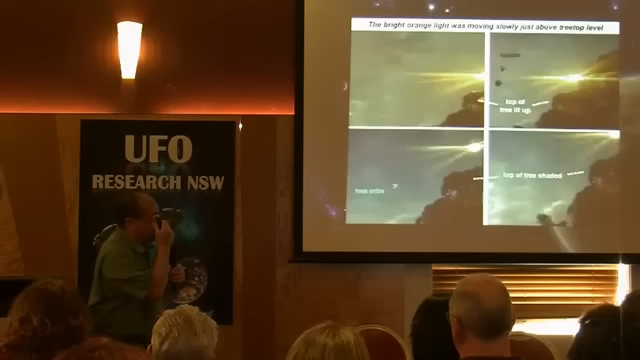 The bright orange light was moving slowly just above treetop level
top of
tree lit up
top of tree shaded
UFO
RESEARCH NSW